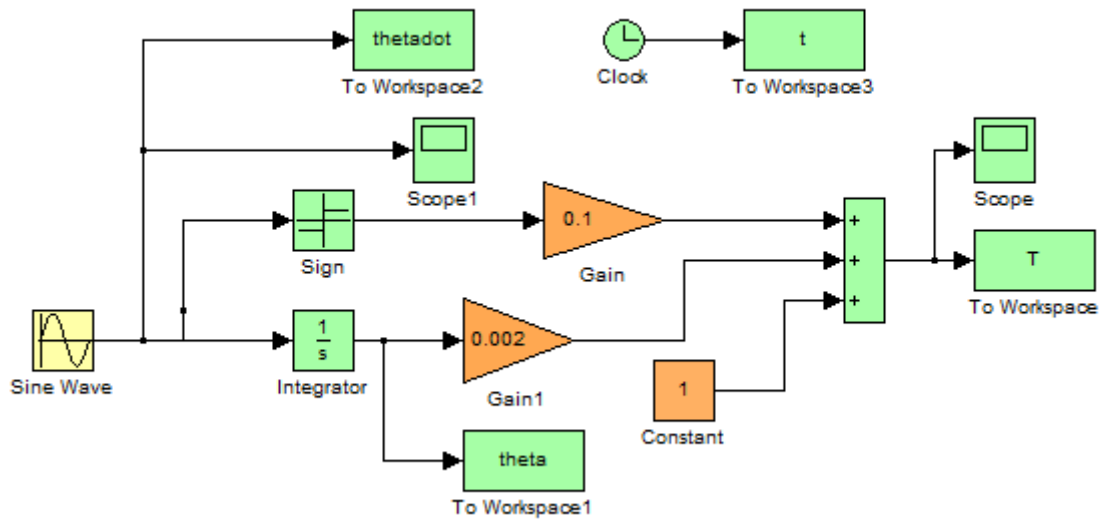 thetadot
To Workspace2
Clock
t
To Workspace3
Scope1
Scope
Sign
0.1
Gain
+
+
+
T
To Workspace
Sine Wave
1
s
Integrator
0.002
Gain1
1
Constant
theta
To Workspace1